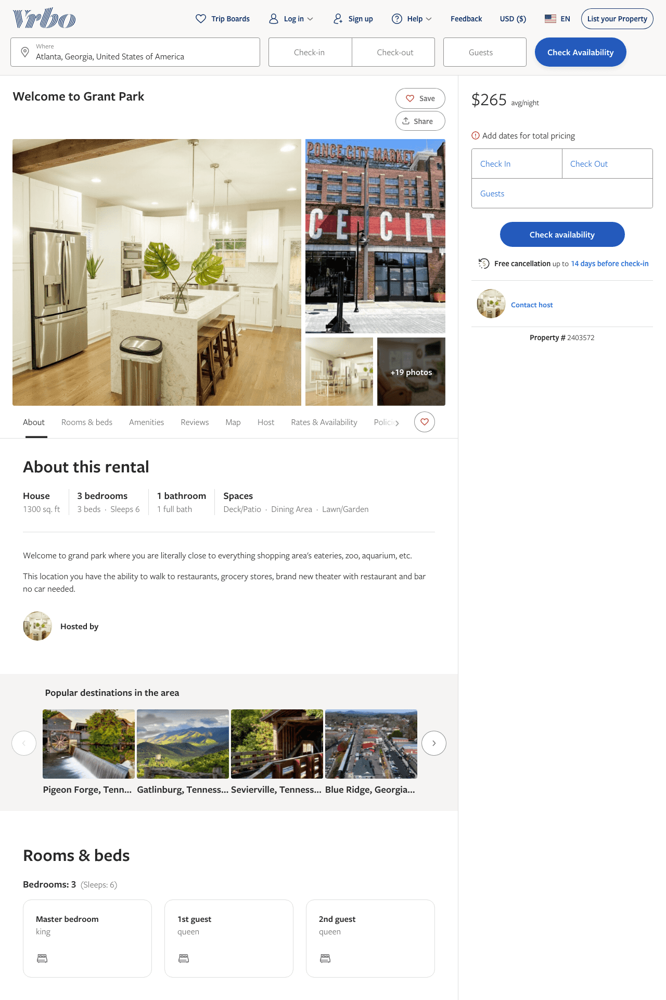 Vrbo
Trip Boards
Log in
Sign up
Help
Feedback
USD ($)
EN
List your Property
Where
Atlanta, Georgia, United States of America
Check-in
Check-out
Guests
Check Availability
Welcome to Grant Park
Save
Share
PONCE CITY MARKET
CE CIT
+19 photos
$265 avg/night
Add dates for total pricing
Check In
Check Out
Guests
Check availability
Free cancellation up to 14 days before check-in
Contact host
Property # 2403572
About
Rooms & beds
Amenities
Reviews
Map
Host
Rates & Availability
Policie
About this rental
House
1300 sq. ft
3 bedrooms
3 beds · Sleeps 6
1 bathroom
1 full bath
Spaces
Deck/Patio · Dining Area · Lawn/Garden
Welcome to grand park where you are literally close to everything shopping area's eateries, zoo, aquarium, etc.
This location you have the ability to walk to restaurants, grocery stores, brand new theater with restaurant and bar
no car needed.
Hosted by
Popular destinations in the area
Pigeon Forge, Tenn...
Gatlinburg, Tenness...
Sevierville, Tenness...
Blue Ridge, Georgia...
Rooms & beds
Bedrooms: 3 (Sleeps: 6)
Master bedroom
king
1st guest
queen
2nd guest
queen